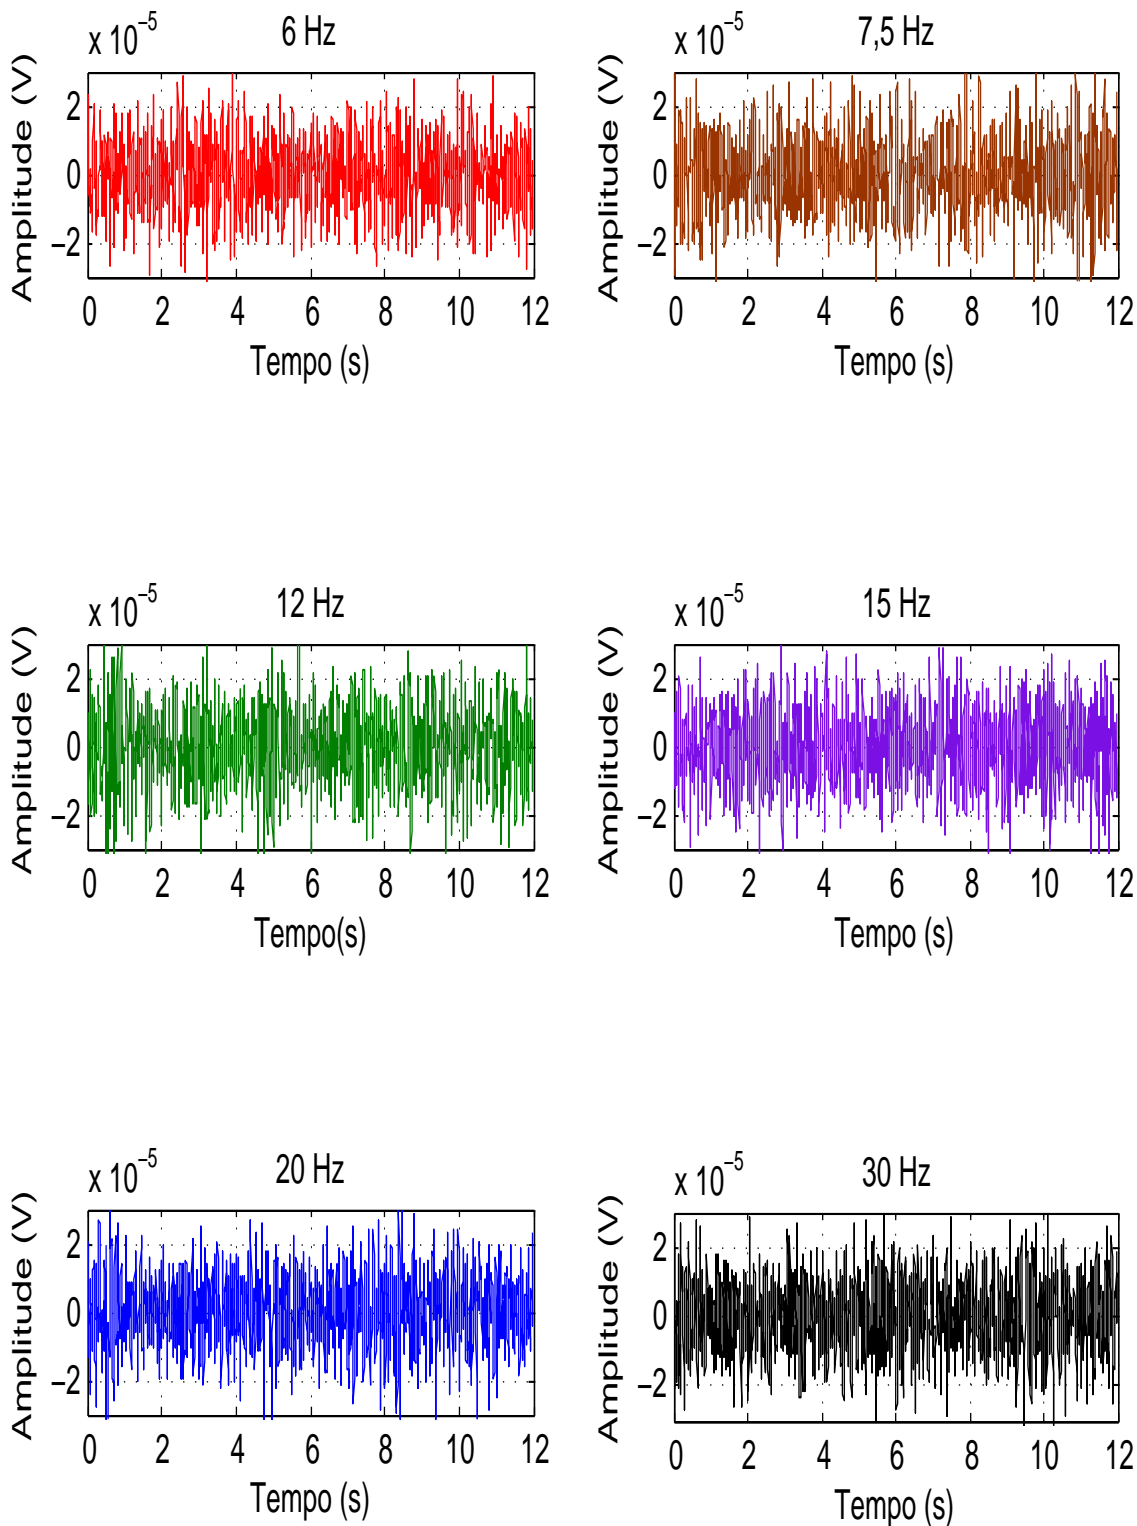 x 10⁻⁵ 6 Hz
Amplitude (V)
2
0
−2
0 2 4 6 8 10 12
Tempo (s)
x 10⁻⁵ 7,5 Hz
Amplitude (V)
2
0
−2
0 2 4 6 8 10 12
Tempo (s)
x 10⁻⁵ 12 Hz
Amplitude (V)
2
0
−2
0 2 4 6 8 10 12
Tempo(s)
x 10⁻⁵ 15 Hz
Amplitude (V)
2
0
−2
0 2 4 6 8 10 12
Tempo (s)
x 10⁻⁵ 20 Hz
Amplitude (V)
2
0
−2
0 2 4 6 8 10 12
Tempo (s)
x 10⁻⁵ 30 Hz
Amplitude (V)
2
0
−2
0 2 4 6 8 10 12
Tempo (s)